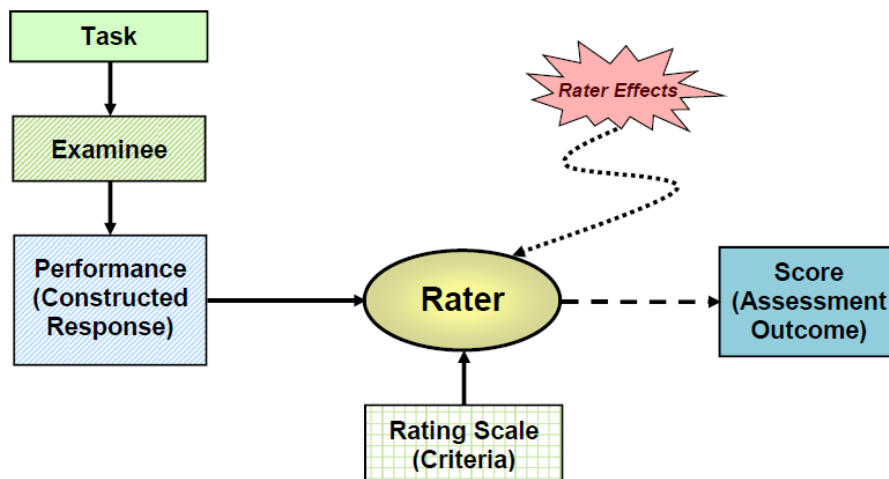 Task
Rater Effects
Examinee
Performance
(Constructed
Response)
Rater
Score
(Assessment
Outcome)
Rating Scale
(Criteria)